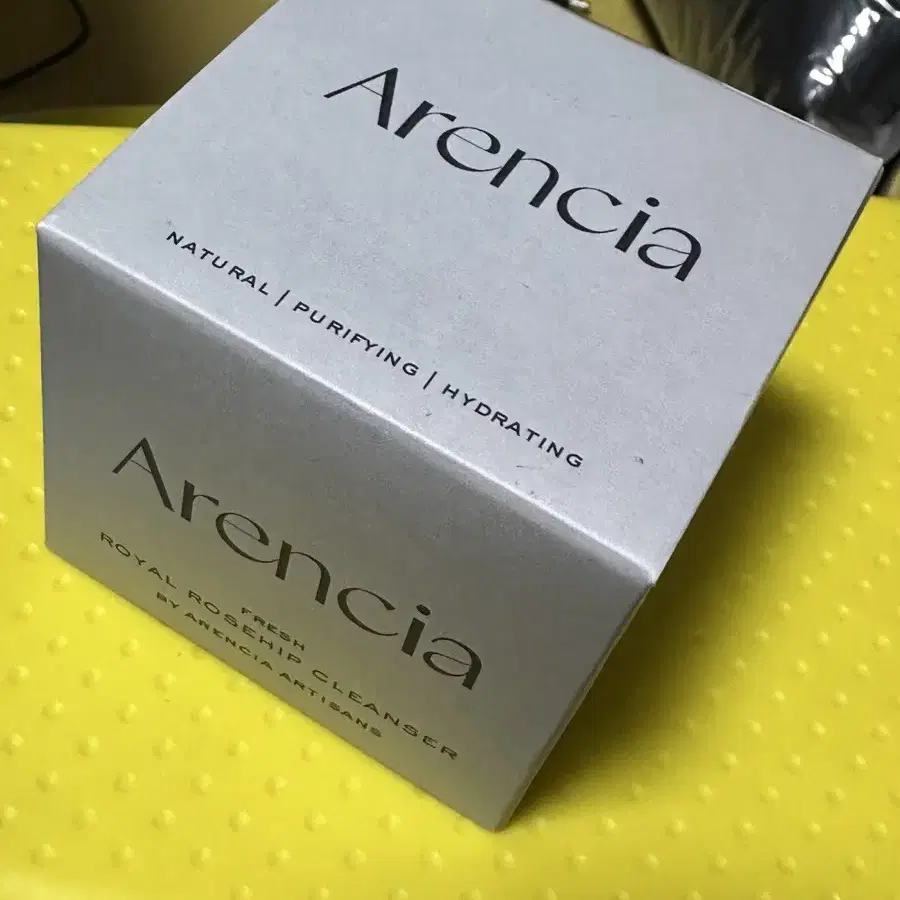 Arencia
NATURAL | PURIFYING | HYDRATING
Arencia
FRESH
ROYAL ROSEHIP CLEANSER
BY ARENCIA ARTISANS